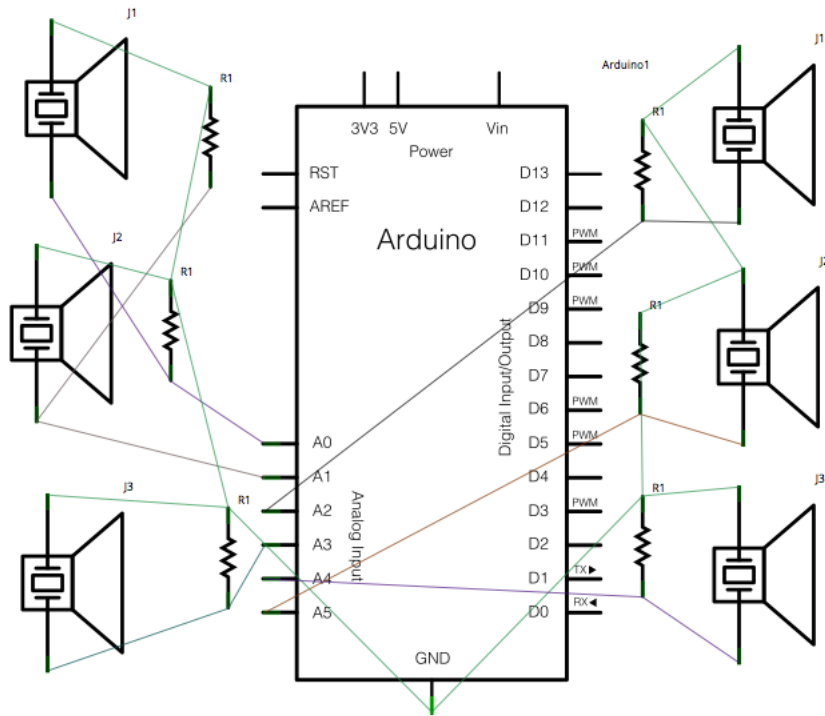 J1
R1
J2
R1
J3
R1
Arduino1
J1
R1
J2
R1
J3
R1
3V3 5V Vin
Power
RST D13
AREF D12
Arduino
D11 PWM
D10 PWM
D9 PWM
D8
D7
D6 PWM
A0 D5 PWM
A1 D4
A2 D3 PWM
A3 D2
A4 D1 TX▶
A5 D0 RX◀
Analog Input
Digital Input/Output
GND